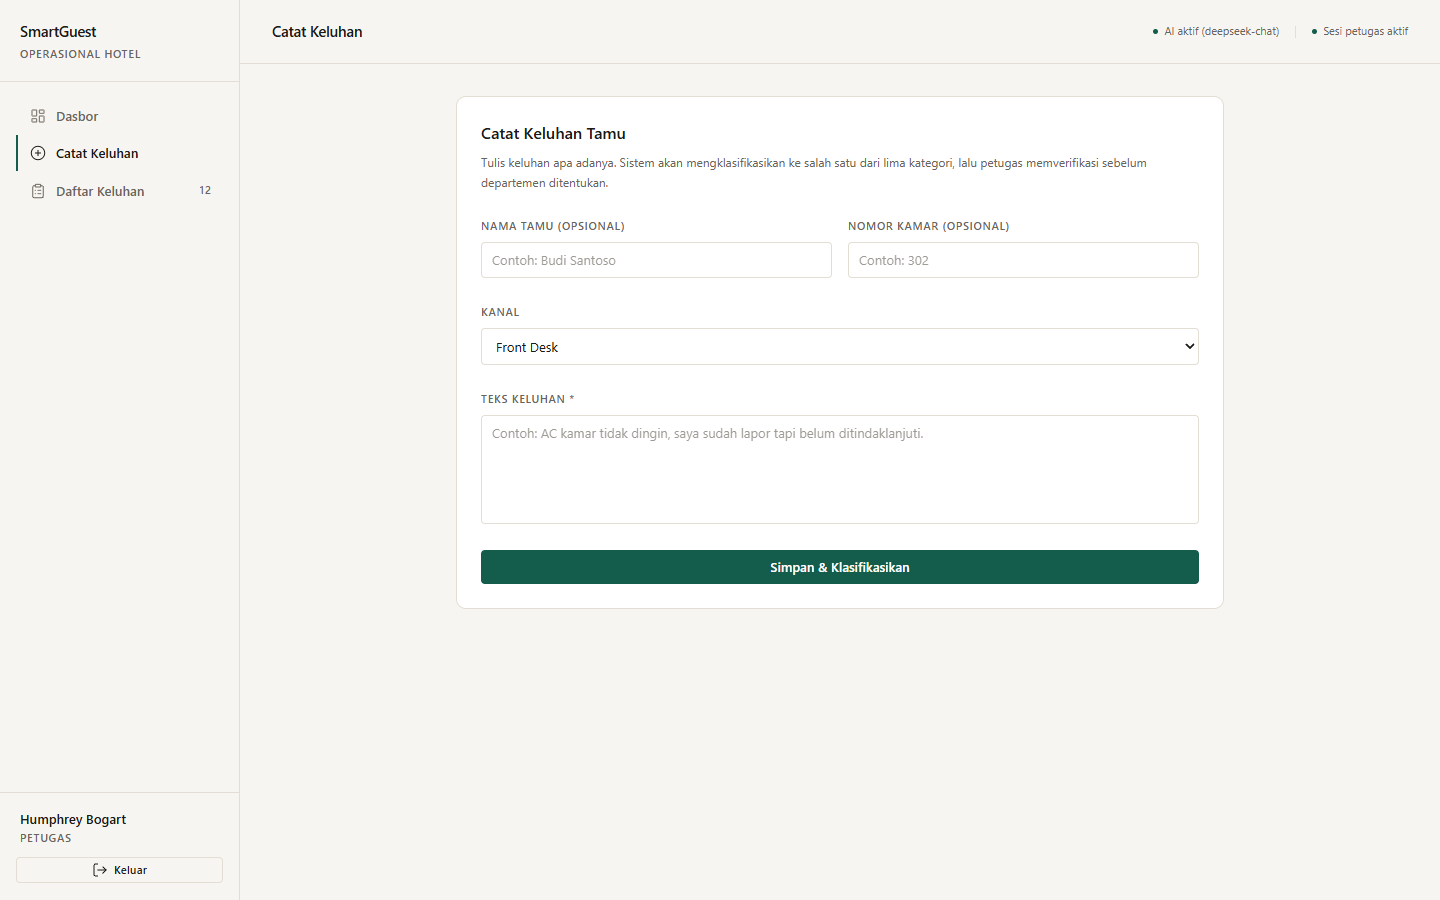 SmartGuest
OPERASIONAL HOTEL
Dasbor
Catat Keluhan
Daftar Keluhan 12
Humphrey Bogart
PETUGAS
Keluar
Catat Keluhan
AI aktif (deepseek-chat)
Sesi petugas aktif
Catat Keluhan Tamu
Tulis keluhan apa adanya. Sistem akan mengklasifikasikan ke salah satu dari lima kategori, lalu petugas memverifikasi sebelum
departemen ditentukan.
NAMA TAMU (OPSIONAL)
Contoh: Budi Santoso
NOMOR KAMAR (OPSIONAL)
Contoh: 302
KANAL
Front Desk
TEKS KELUHAN *
Contoh: AC kamar tidak dingin, saya sudah lapor tapi belum ditindaklanjuti.
Simpan & Klasifikasikan